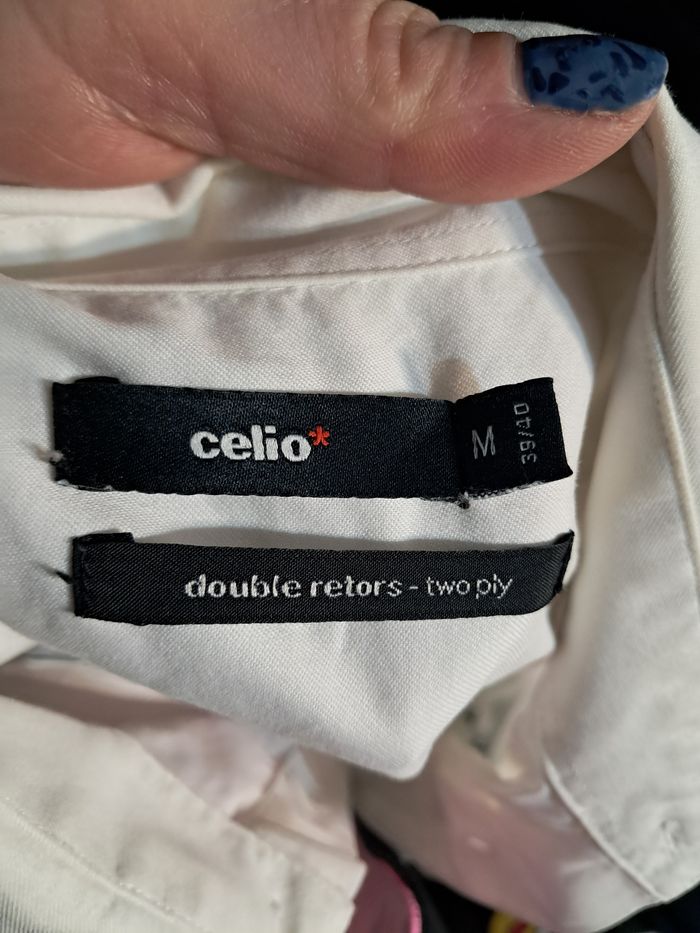 celio*
M 39/40
double retors - two ply